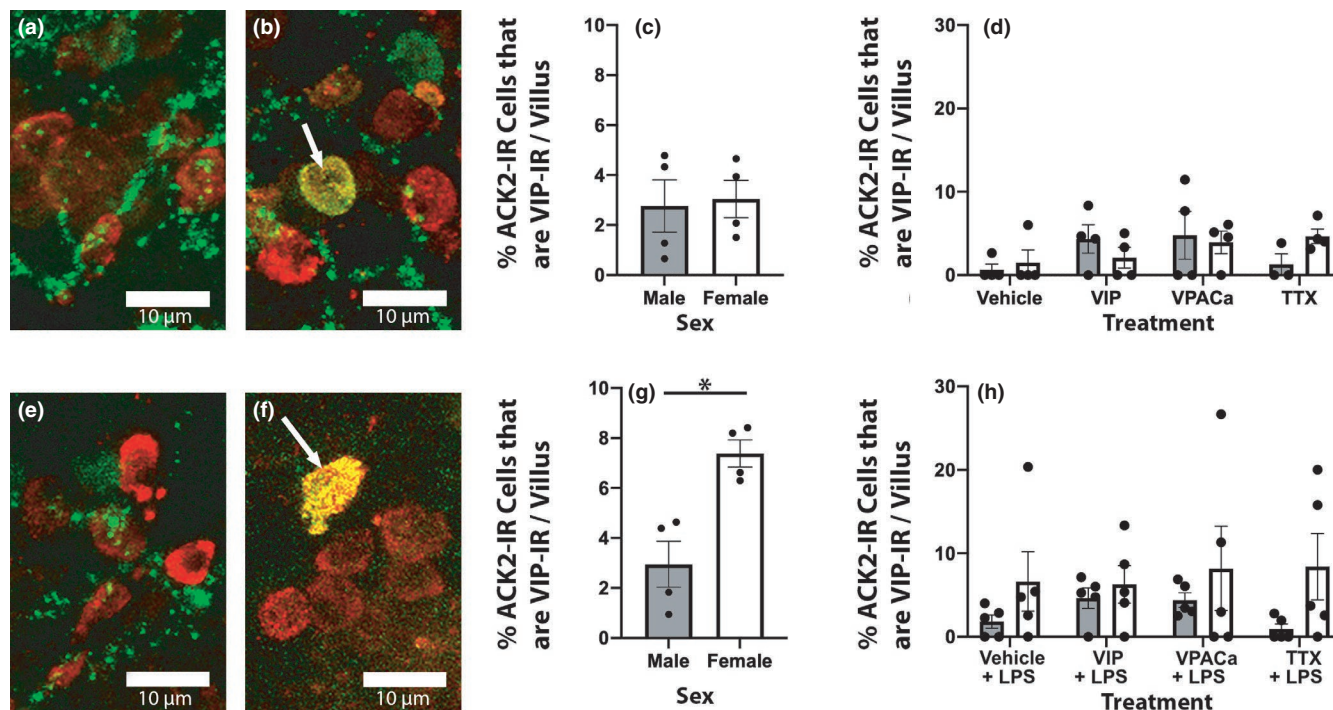 (a)
10 µm
(b)
10 µm
(c)
% ACK2-IR Cells that
are VIP-IR / Villus
10
8
6
4
2
0
Male Female
Sex
(d)
% ACK2-IR Cells that
are VIP-IR / Villus
30
20
10
0
Vehicle VIP VPACa TTX
Treatment
(e)
10 µm
(f)
10 µm
(g)
% ACK2-IR Cells that
are VIP-IR / Villus
10
8
6
4
2
0
*
Male Female
Sex
(h)
% ACK2-IR Cells that
are VIP-IR / Villus
30
20
10
0
Vehicle VIP VPACa TTX
+ LPS + LPS + LPS + LPS
Treatment